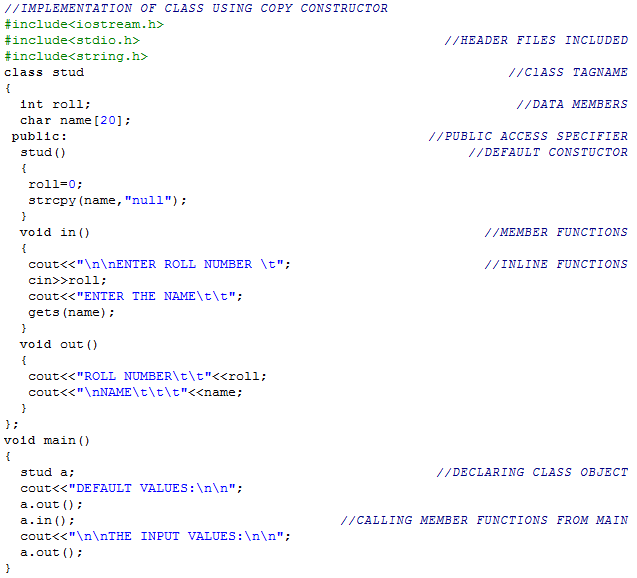 //IMPLEMENTATION OF CLASS USING COPY CONSTRUCTOR
#include<iostream.h>
#include<stdio.h> //HEADER FILES INCLUDED
#include<string.h>
class stud //ClASS TAGNAME
{
int roll; //DATA MEMBERS
char name[20];
public: //PUBLIC ACCESS SPECIFIER
stud() //DEFAULT CONSTUCTOR
{
roll=0;
strcpy(name,"null");
}
void in() //MEMBER FUNCTIONS
{
cout<<"\n\nENTER ROLL NUMBER \t"; //INLINE FUNCTIONS
cin>>roll;
cout<<"ENTER THE NAME\t\t";
gets(name);
}
void out()
{
cout<<"ROLL NUMBER\t\t"<<roll;
cout<<"\nNAME\t\t\t"<<name;
}
};
void main()
{
stud a; //DECLARING CLASS OBJECT
cout<<"DEFAULT VALUES:\n\n";
a.out();
a.in(); //CALLING MEMBER FUNCTIONS FROM MAIN
cout<<"\n\nTHE INPUT VALUES:\n\n";
a.out();
}